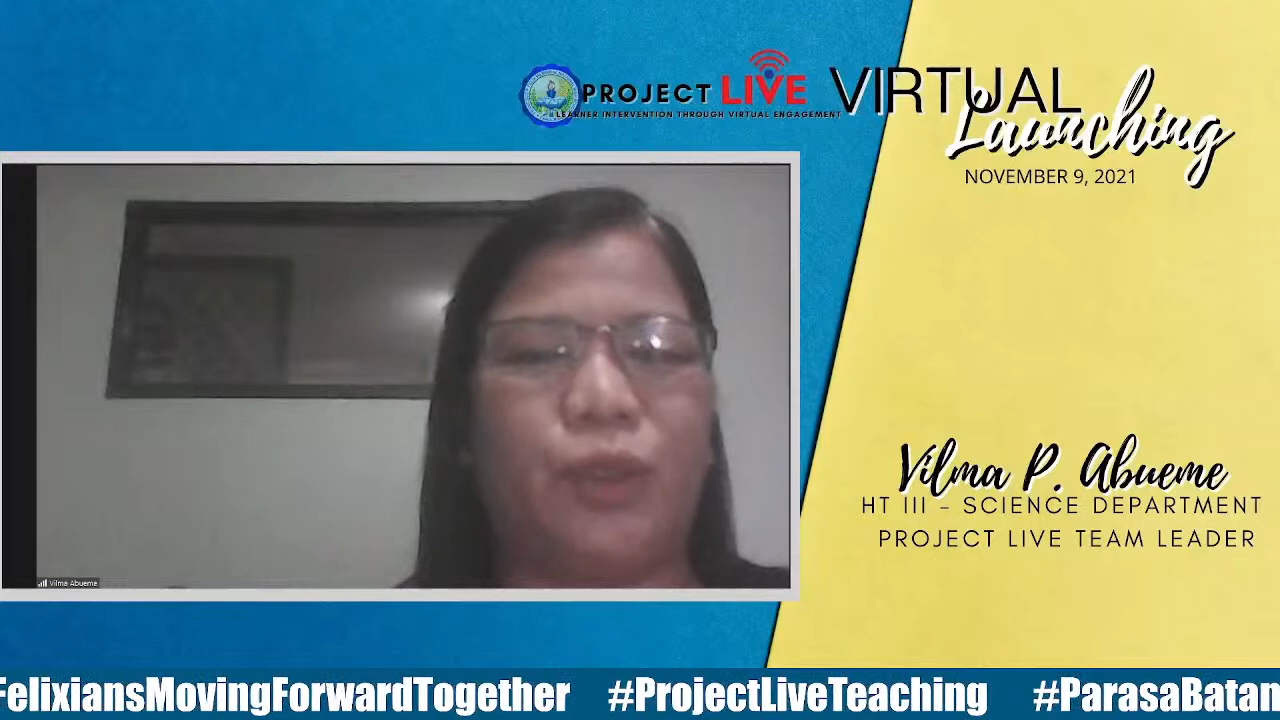 PROJECT LIVE
LEARNER INTERVENTION THROUGH VIRTUAL ENGAGEMENT
VIRTUAL
Launching
NOVEMBER 9, 2021
Vilma P. Abueme
HT III - SCIENCE DEPARTMENT
PROJECT LIVE TEAM LEADER
Vilma Abueme
FelixiansMovingForwardTogether #ProjectLiveTeaching #ParasaBatan